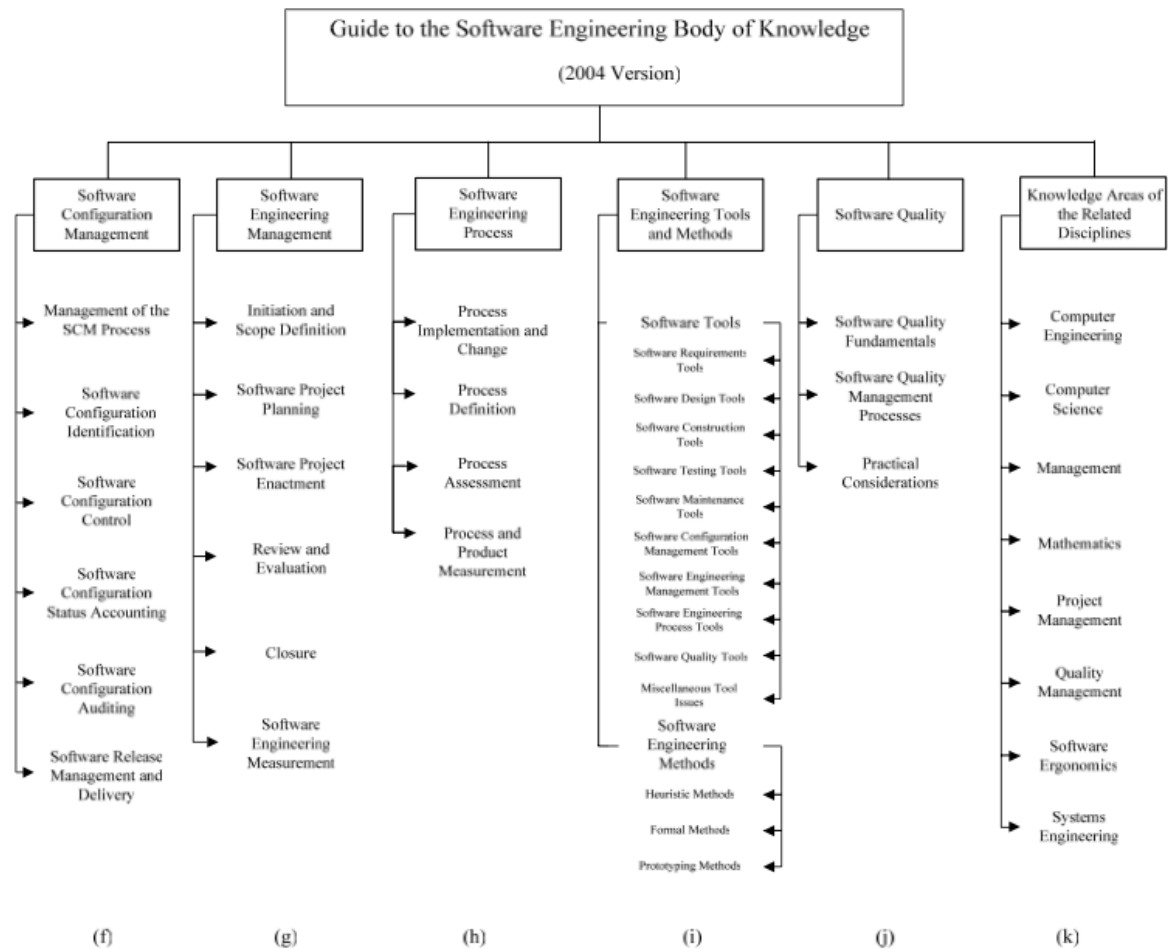 Guide to the Software Engineering Body of Knowledge
(2004 Version)
Software
Configuration
Management
Management of the
SCM Process
Software
Configuration
Identification
Software
Configuration
Control
Software
Configuration
Status Accounting
Software
Configuration
Auditing
Software Release
Management and
Delivery
(f)
Software
Engineering
Management
Initiation and
Scope Definition
Software Project
Planning
Software Project
Enactment
Review and
Evaluation
Closure
Software
Engineering
Measurement
(g)
Software
Engineering
Process
Process
Implementation and
Change
Process
Definition
Process
Assessment
Process and
Product
Measurement
(h)
Software
Engineering Tools
and Methods
Software Tools
Software Requirements
Tools
Software Design Tools
Software Construction
Tools
Software Testing Tools
Software Maintenance
Tools
Software Configuration
Management Tools
Software Engineering
Management Tools
Software Engineering
Process Tools
Software Quality Tools
Miscellaneous Tool
Issues
Software
Engineering
Methods
Heuristic Methods
Formal Methods
Prototyping Methods
(i)
Software Quality
Software Quality
Fundamentals
Software Quality
Management
Processes
Practical
Considerations
(j)
Knowledge Areas of
the Related
Disciplines
Computer
Engineering
Computer
Science
Management
Mathematics
Project
Management
Quality
Management
Software
Ergonomics
Systems
Engineering
(k)